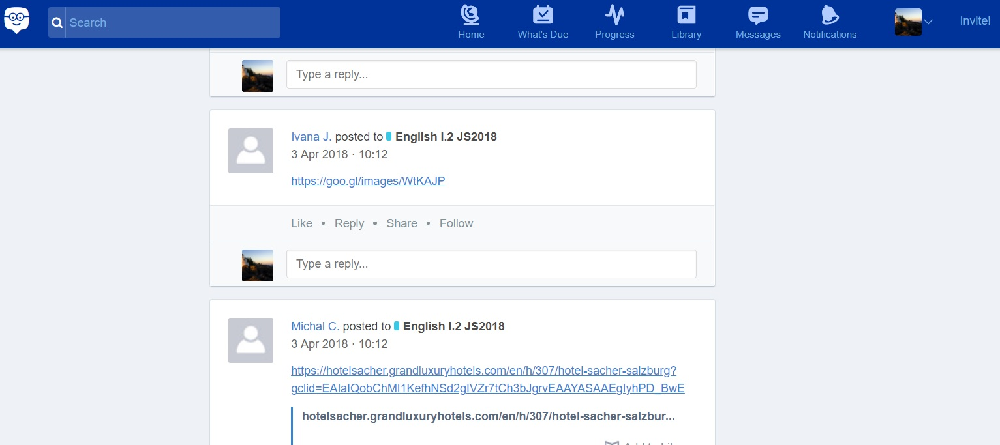 Search
Home
What's Due
Progress
Library
Messages
Notifications
Invite!
Type a reply...
Ivana J. posted to English I.2 JS2018
3 Apr 2018 · 10:12
https://goo.gl/images/WtKAJP
Like • Reply • Share • Follow
Type a reply...
Michal C. posted to English I.2 JS2018
3 Apr 2018 · 10:12
https://hotelsacher.grandluxuryhotels.com/en/h/307/hotel-sacher-salzburg?
gclid=EAIaIQobChMI1KefhNSd2gIVZr7tCh3bJgrvEAAYASAAEgIyhPD_BwE
hotelsacher.grandluxuryhotels.com/en/h/307/hotel-sacher-salzbur...